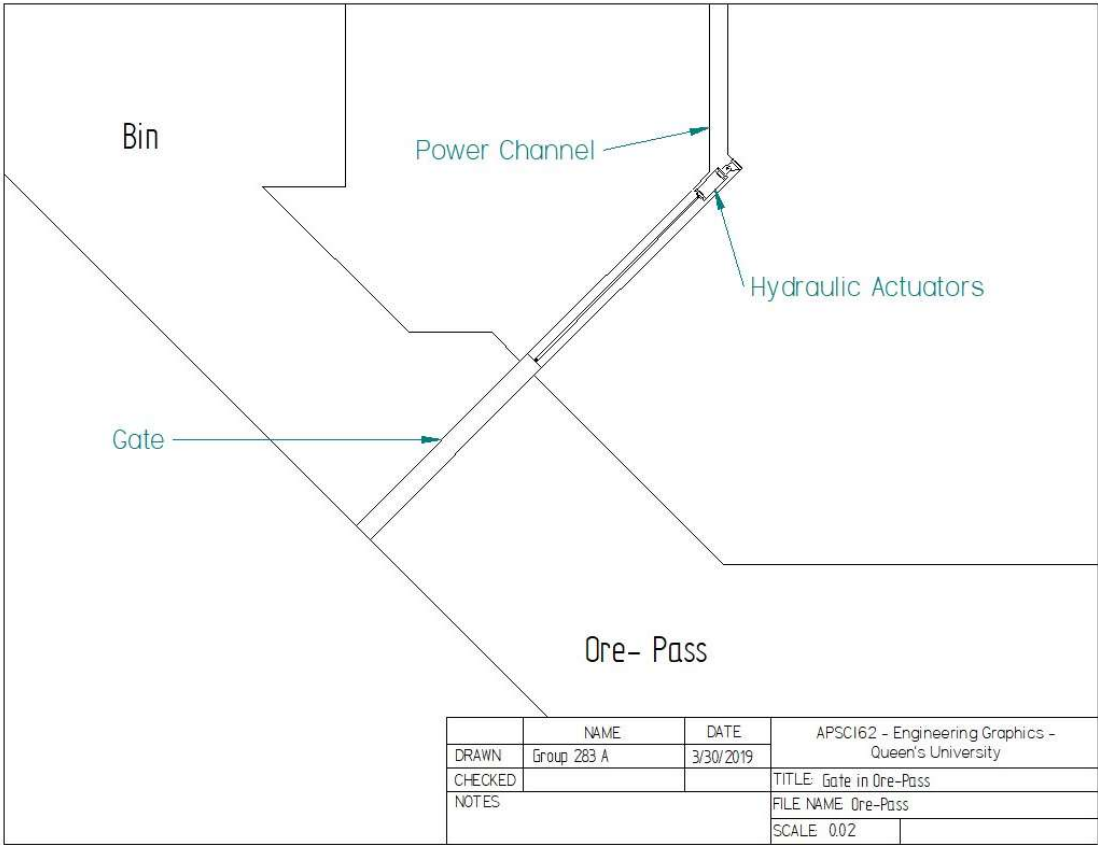 Bin
Power Channel
Hydraulic Actuators
Gate
Ore- Pass
NAME
DATE
APSC162 - Engineering Graphics -
Queen's University
DRAWN
Group 283 A
3/30/2019
CHECKED
TITLE: Gate in Ore-Pass
NOTES
FILE NAME Ore-Pass
SCALE 0.02